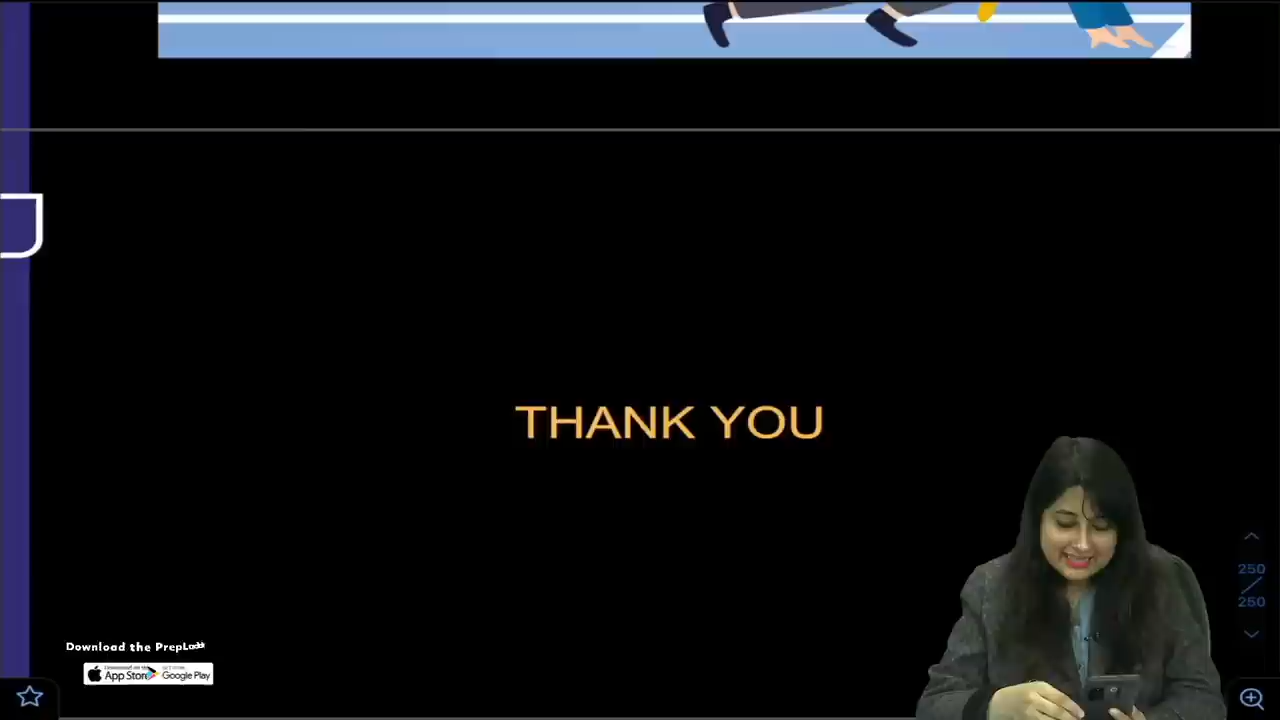 THANK YOU
250
250
Download the PrepLadder
App Store
Google Play